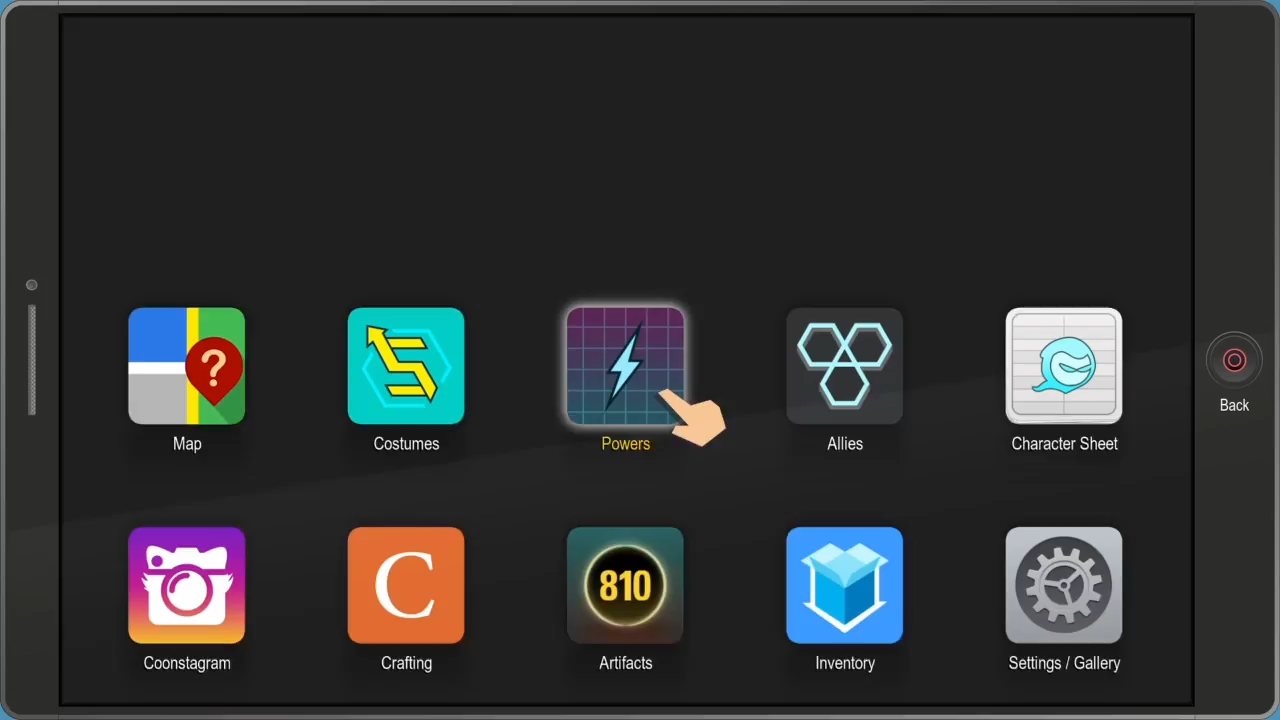 ?
Map
Costumes
Powers
Allies
Character Sheet
Back
C
810
Coonstagram
Crafting
Artifacts
Inventory
Settings / Gallery